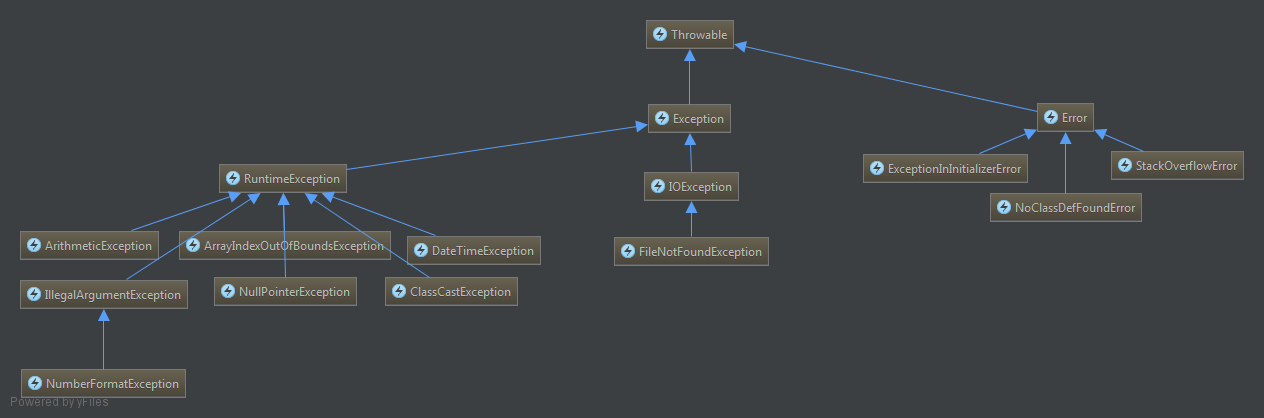 Throwable
Exception
Error
RuntimeException
IOException
ExceptionInInitializerError
StackOverflowError
NoClassDefFoundError
ArithmeticException
ArrayIndexOutOfBoundsException
DateTimeException
FileNotFoundException
IllegalArgumentException
NullPointerException
ClassCastException
NumberFormatException
Powered by yFiles